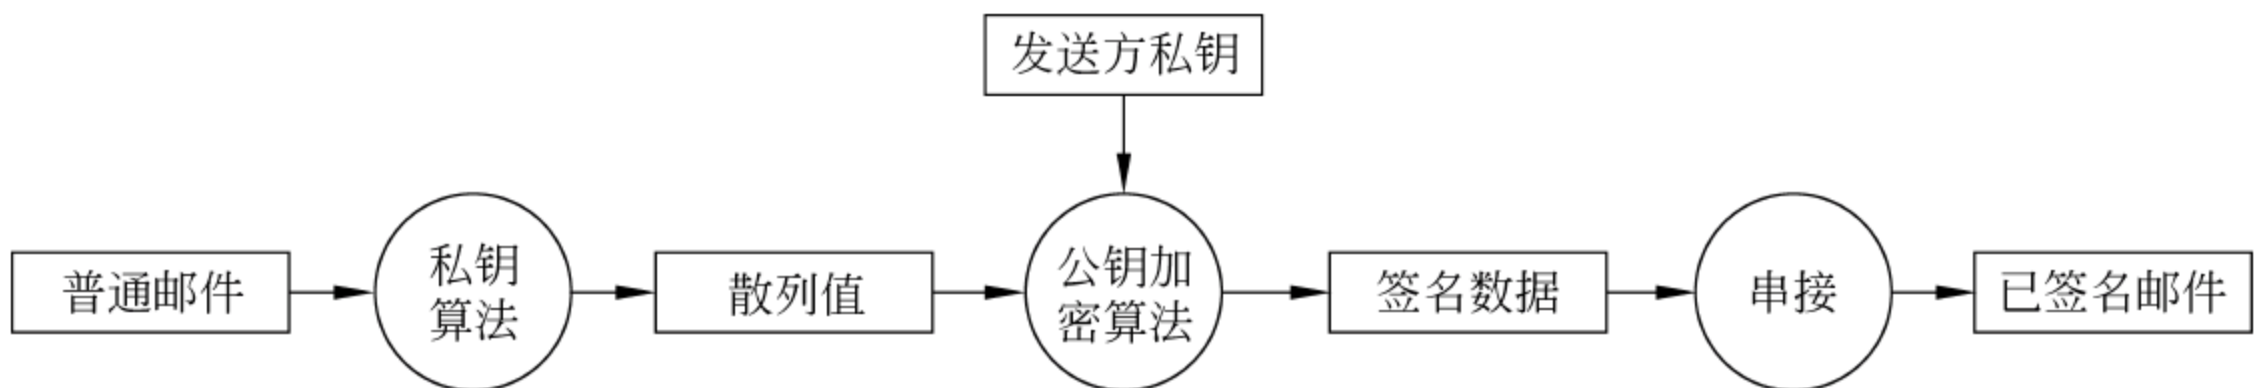 发送方私钥
普通邮件
私钥
算法
散列值
公钥加
密算法
签名数据
串接
已签名邮件